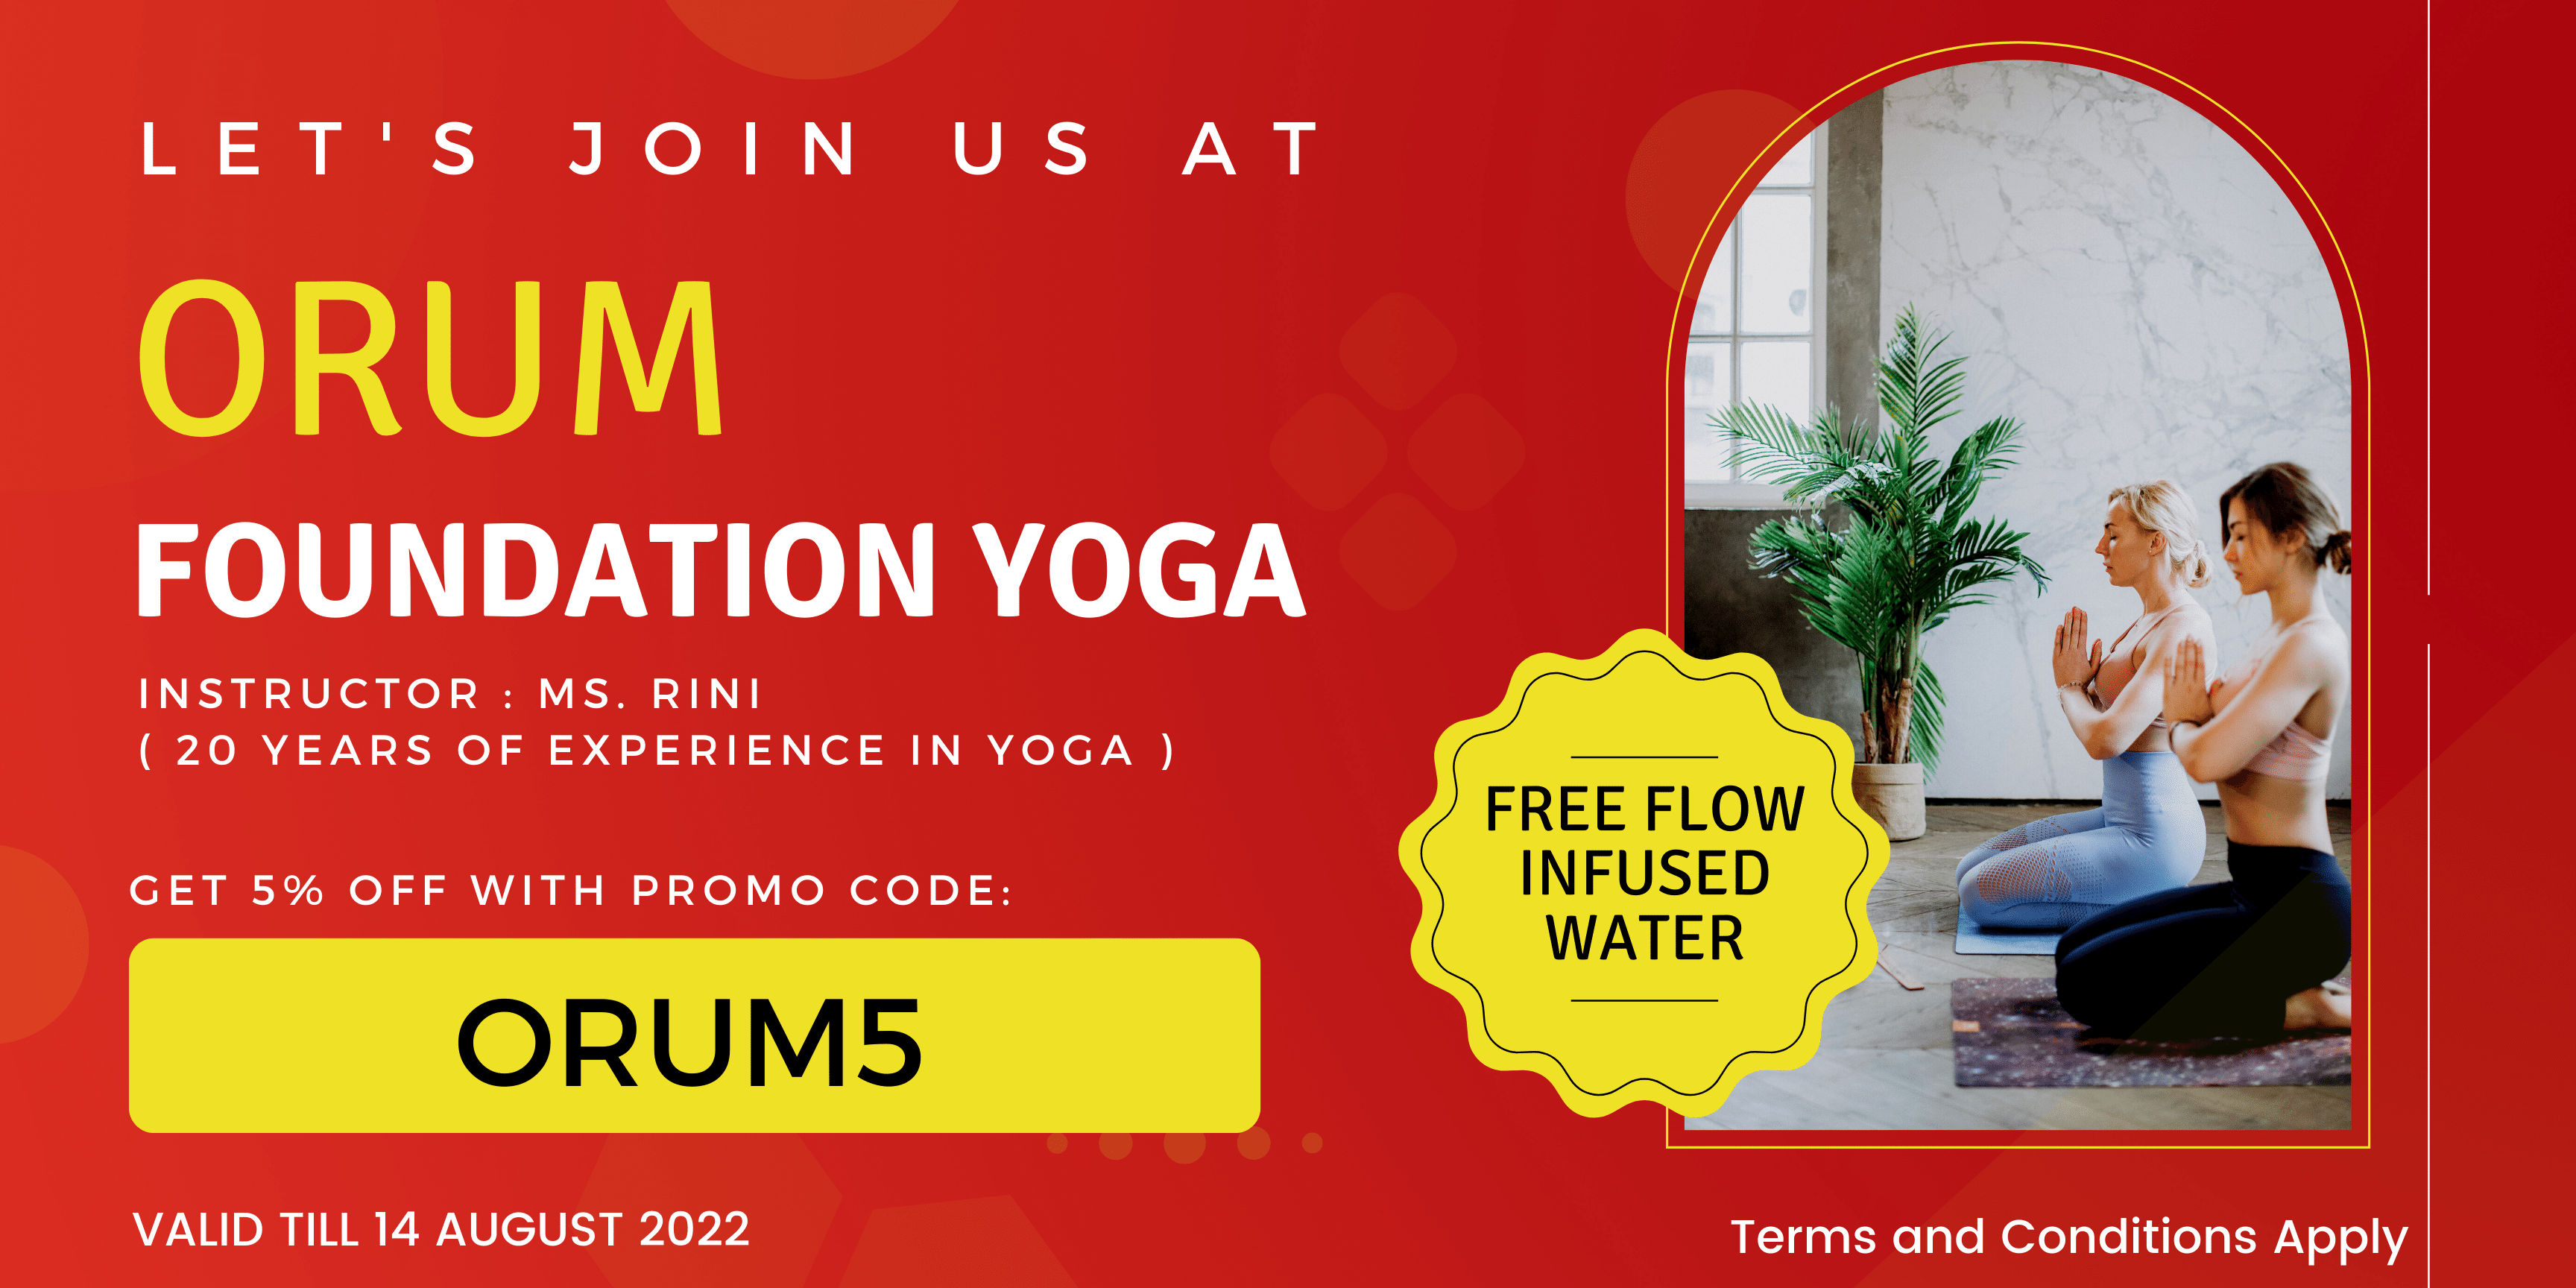 LET'S JOIN US AT
ORUM
FOUNDATION YOGA
INSTRUCTOR : MS. RINI
( 20 YEARS OF EXPERIENCE IN YOGA )
GET 5% OFF WITH PROMO CODE:
ORUM5
VALID TILL 14 AUGUST 2022
FREE FLOW
INFUSED
WATER
Terms and Conditions Apply